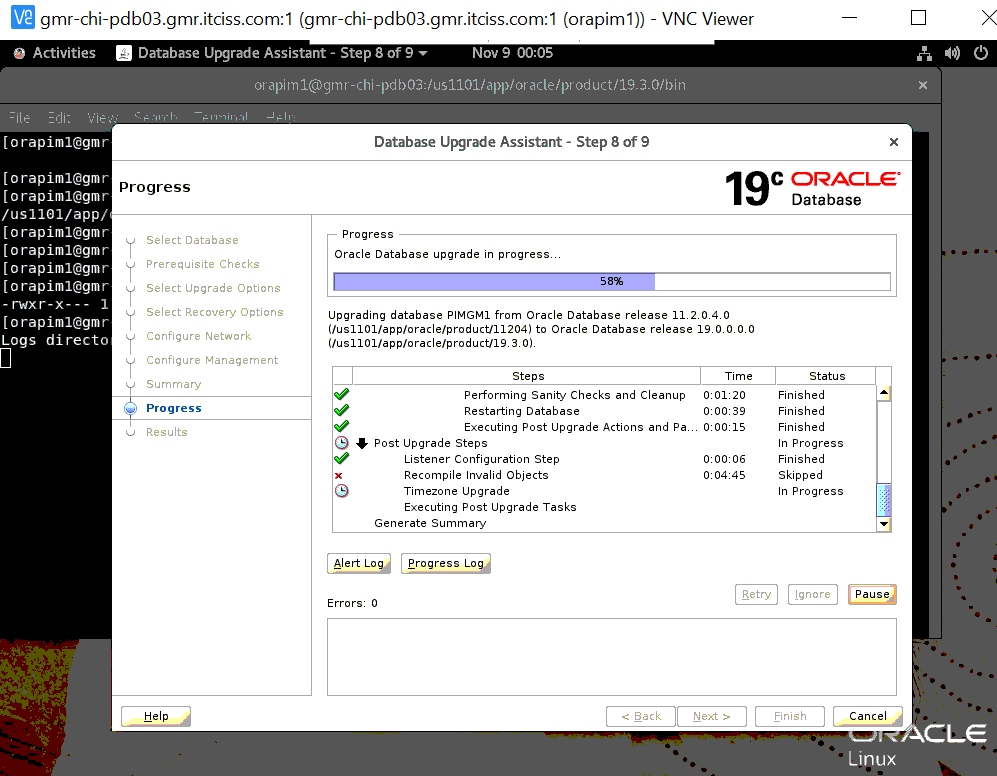 gmr-chi-pdb03.gmr.itciss.com:1 (gmr-chi-pdb03.gmr.itciss.com:1 (orapim1)) - VNC Viewer
Activities Database Upgrade Assistant - Step 8 of 9 Nov 9 00:05
orapim1@gmr-chi-pdb03:/us1101/app/oracle/product/19.3.0/bin
File Edit View Search Terminal Help
[orapim1@gmr
[orapim1@gmr
[orapim1@gmr
/us1101/app/
[orapim1@gmr
[orapim1@gmr
[orapim1@gmr
[orapim1@gmr
-rwxr-x--- 1
[orapim1@gmr
Logs director
Database Upgrade Assistant - Step 8 of 9
Progress
19c ORACLE
Database
Select Database
Prerequisite Checks
Select Upgrade Options
Select Recovery Options
Configure Network
Configure Management
Summary
Progress
Results
Progress
Oracle Database upgrade in progress...
58%
Upgrading database PIMGM1 from Oracle Database release 11.2.0.4.0
(/us1101/app/oracle/product/11204) to Oracle Database release 19.0.0.0.0
(/us1101/app/oracle/product/19.3.0).
Steps Time Status
Performing Sanity Checks and Cleanup 0:01:20 Finished
Restarting Database 0:00:39 Finished
Executing Post Upgrade Actions and Pa... 0:00:15 Finished
Post Upgrade Steps In Progress
Listener Configuration Step 0:00:06 Finished
Recompile Invalid Objects 0:04:45 Skipped
Timezone Upgrade In Progress
Executing Post Upgrade Tasks
Generate Summary
Alert Log Progress Log
Retry Ignore Pause
Errors: 0
Help < Back Next > Finish Cancel
ORACLE
Linux